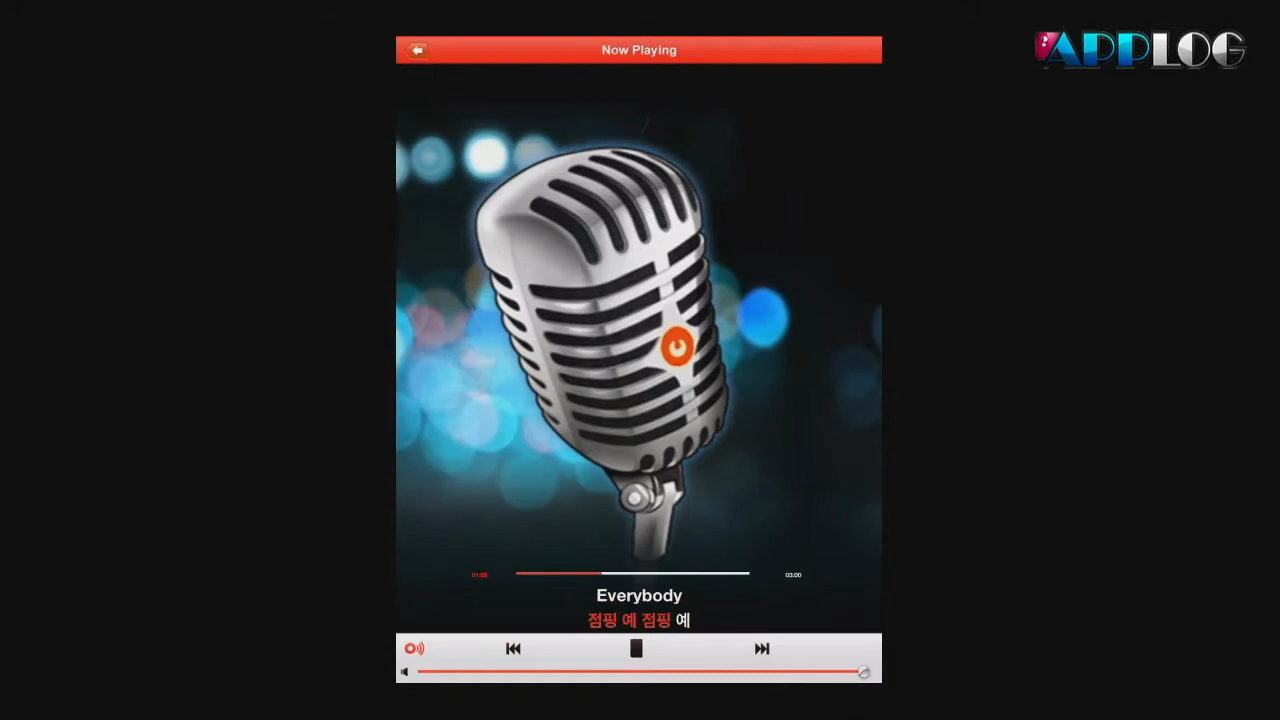 Now Playing
APPLOG
03:00
Everybody
점핑 예 점핑 예